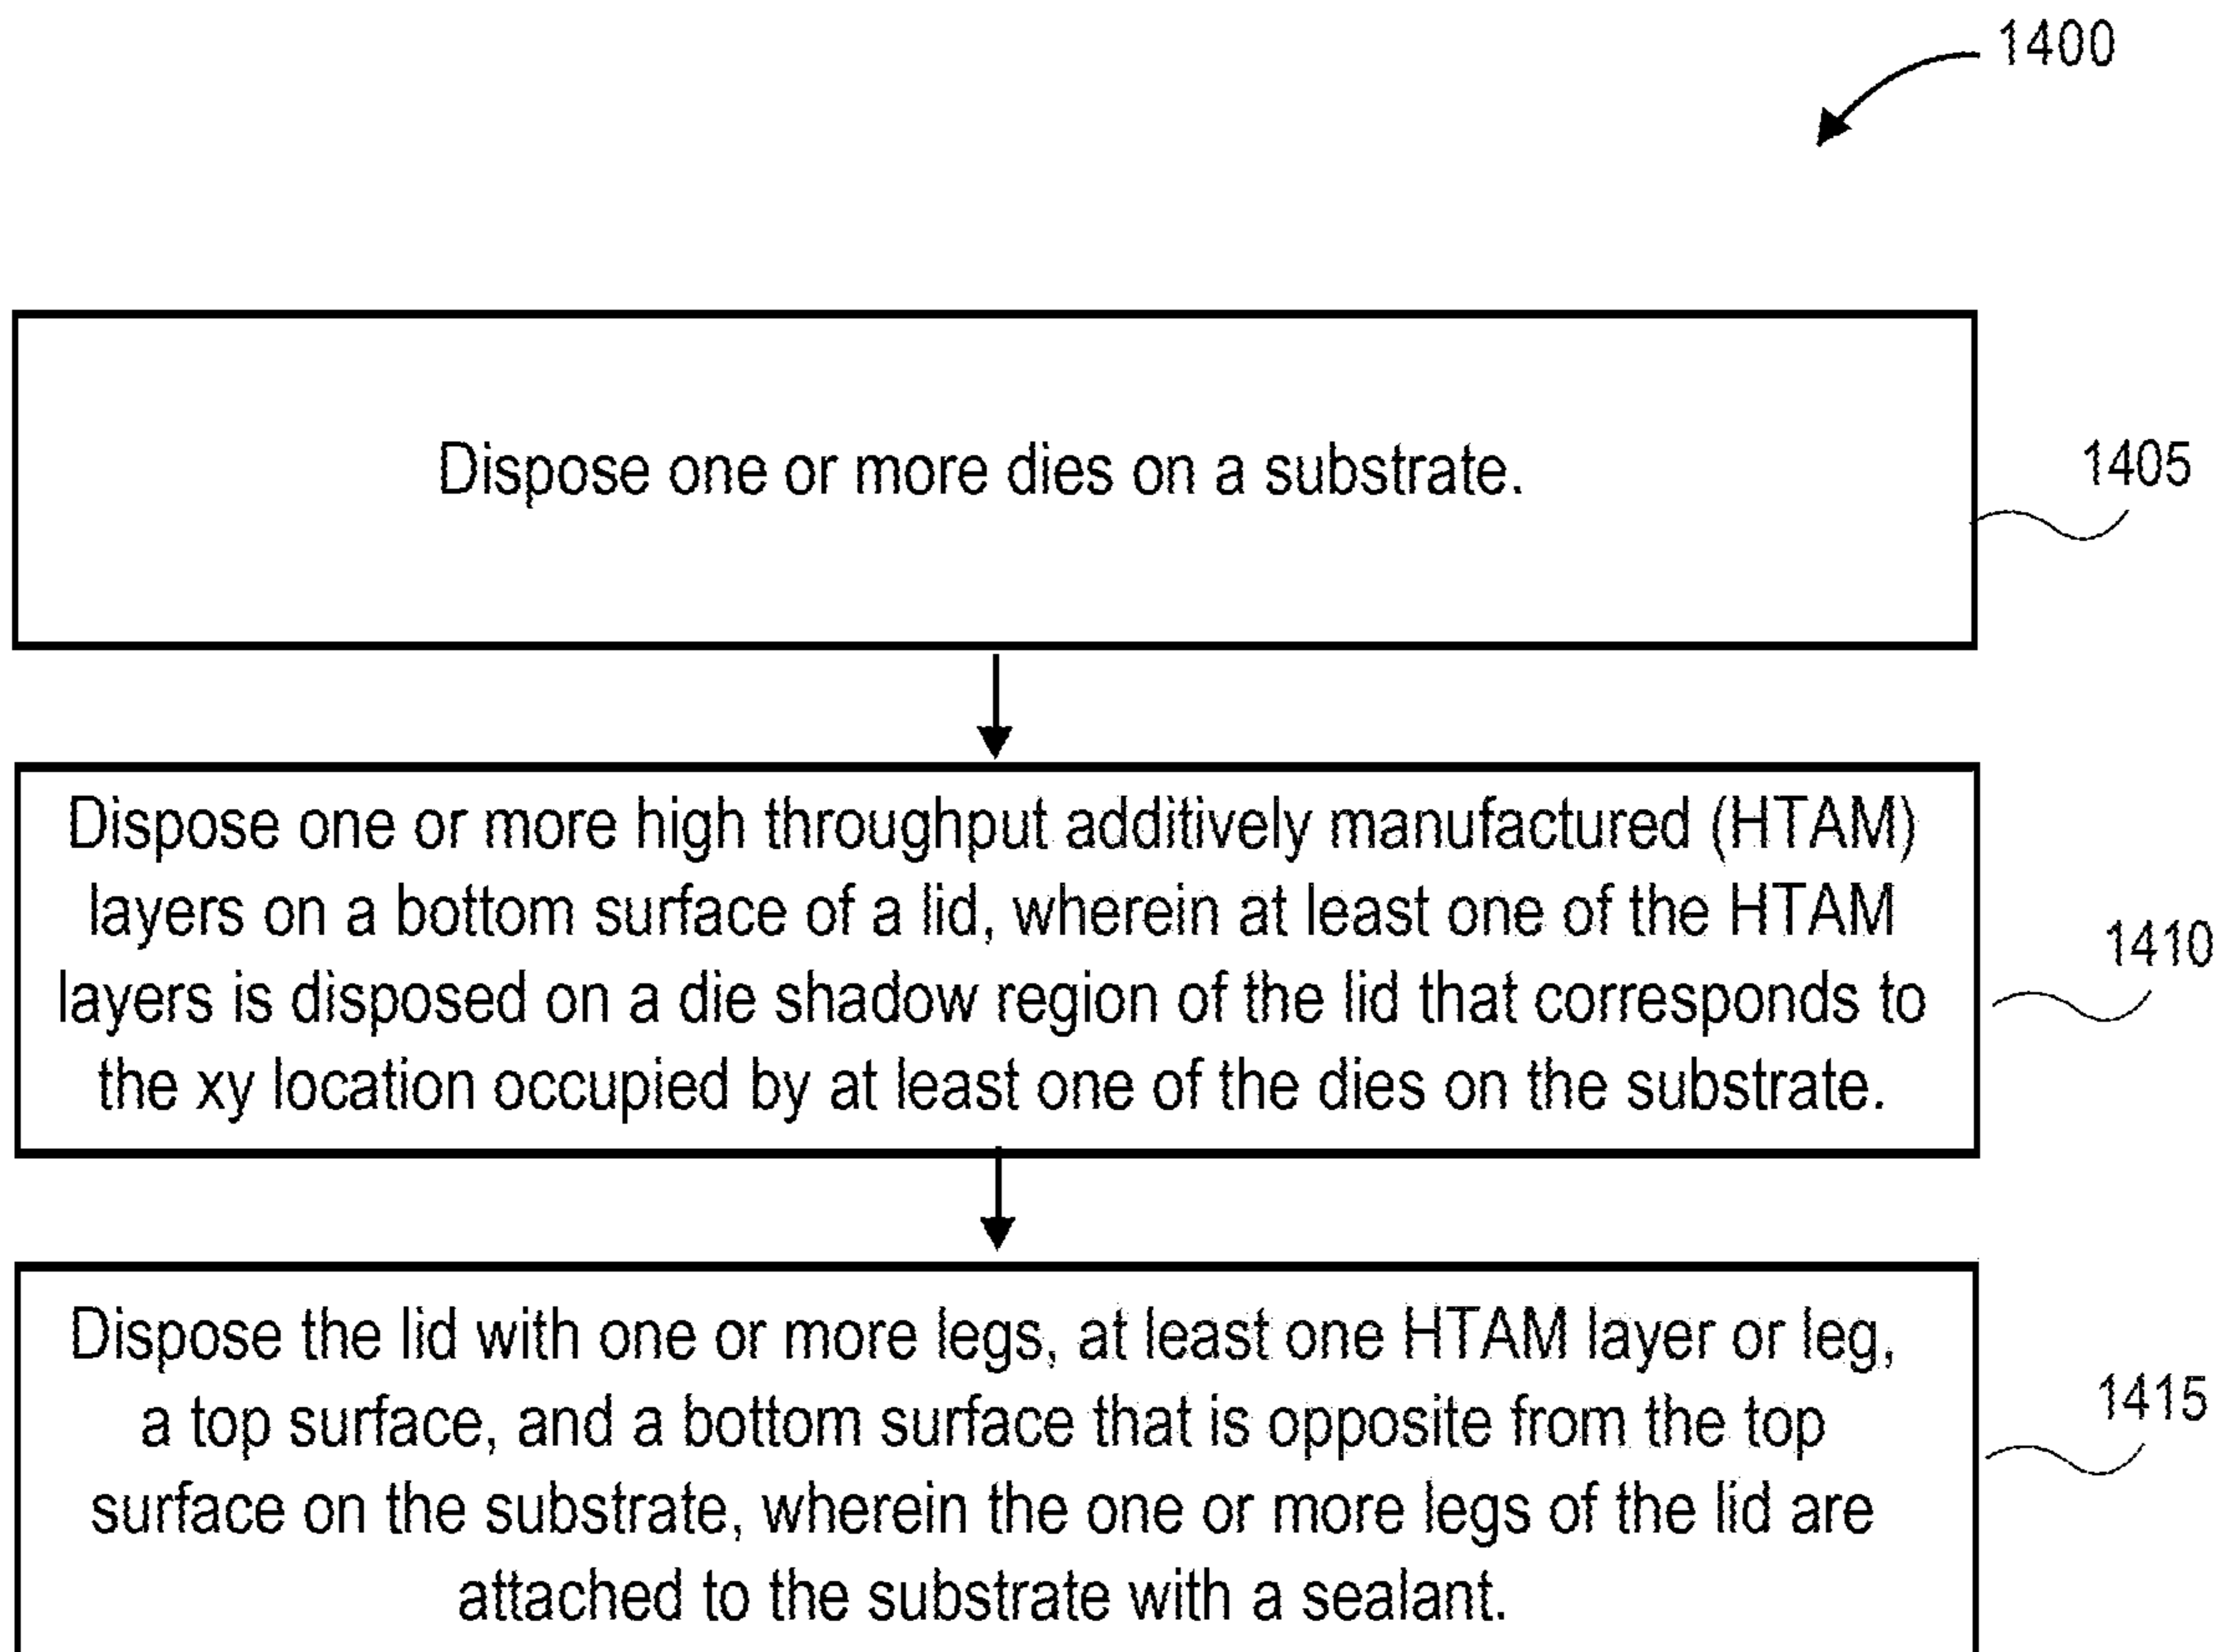 1400
Dispose one or more dies on a substrate.
1405
Dispose one or more high throughput additively manufactured (HTAM)
layers on a bottom surface of a lid, wherein at least one of the HTAM
layers is disposed on a die shadow region of the lid that corresponds to
the xy location occupied by at least one of the dies on the substrate.
1410
Dispose the lid with one or more legs, at least one HTAM layer or leg,
a top surface, and a bottom surface that is opposite from the top
surface on the substrate, wherein the one or more legs of the lid are
attached to the substrate with a sealant.
1415